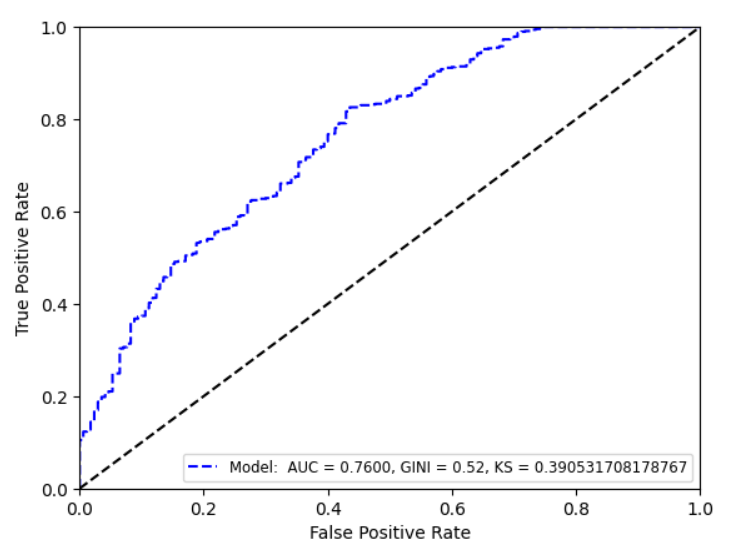 1.0
0.8
0.6
0.4
0.2
0.0
True Positive Rate
Model:  AUC = 0.7600, GINI = 0.52, KS = 0.390531708178767
0.0 0.2 0.4 0.6 0.8 1.0
False Positive Rate